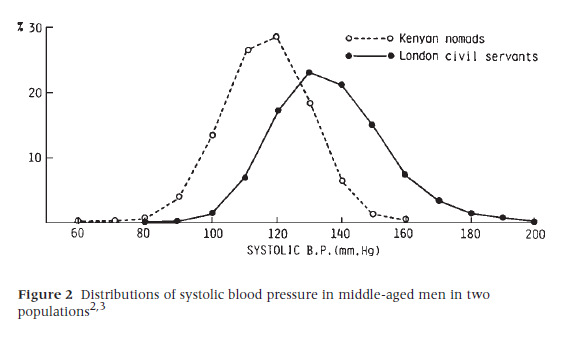 % 30
Kenyan nomads
London civil servants
20
10
60 80 100 120 140 160 180 200
SYSTOLIC B.P. (mm.Hg)
Figure 2 Distributions of systolic blood pressure in middle-aged men in two
populations2,3